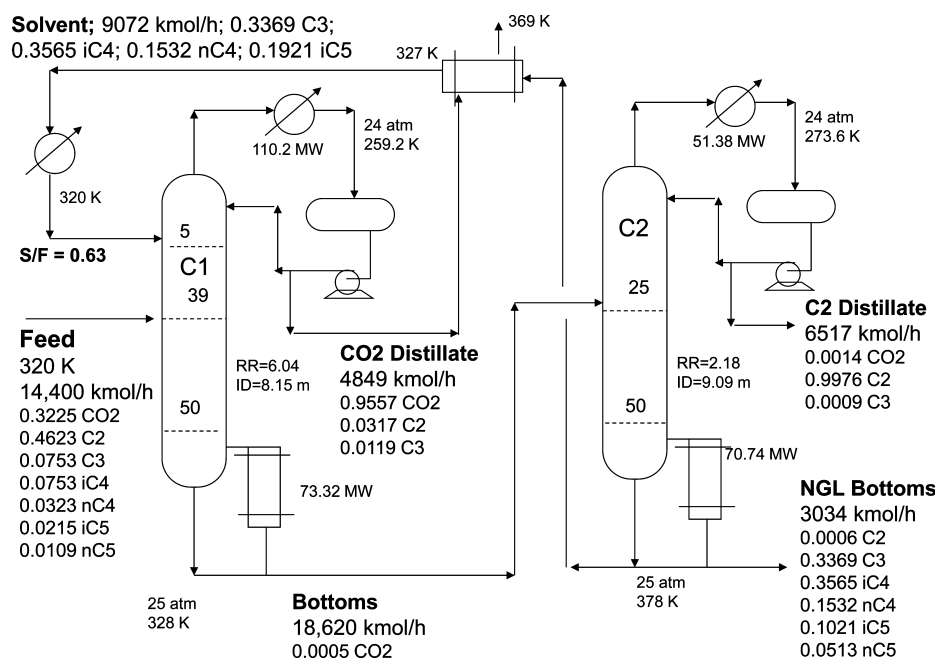 Solvent; 9072 kmol/h; 0.3369 C3;
0.3565 iC4; 0.1532 nC4; 0.1921 iC5
327 K
369 K
320 K
S/F = 0.63
110.2 MW
24 atm
259.2 K
5
C1
39
50
RR=6.04
ID=8.15 m
73.32 MW
Feed
320 K
14,400 kmol/h
0.3225 CO2
0.4623 C2
0.0753 C3
0.0753 iC4
0.0323 nC4
0.0215 iC5
0.0109 nC5
CO2 Distillate
4849 kmol/h
0.9557 CO2
0.0317 C2
0.0119 C3
25 atm
328 K
Bottoms
18,620 kmol/h
0.0005 CO2
51.38 MW
24 atm
273.6 K
C2
25
50
RR=2.18
ID=9.09 m
70.74 MW
C2 Distillate
6517 kmol/h
0.0014 CO2
0.9976 C2
0.0009 C3
25 atm
378 K
NGL Bottoms
3034 kmol/h
0.0006 C2
0.3369 C3
0.3565 iC4
0.1532 nC4
0.1021 iC5
0.0513 nC5